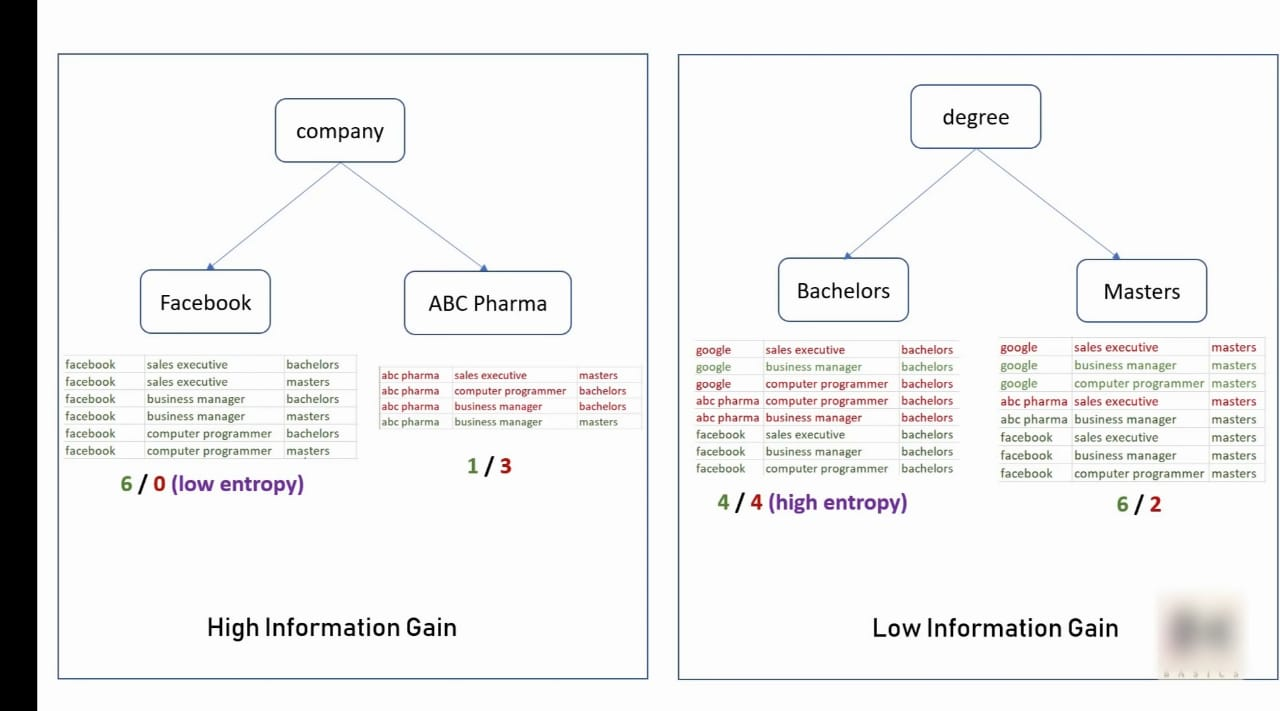 company
Facebook
ABC Pharma
facebook sales executive bachelors
facebook sales executive masters
facebook business manager bachelors
facebook business manager masters
facebook computer programmer bachelors
facebook computer programmer masters
6 / 0 (low entropy)
abc pharma sales executive masters
abc pharma computer programmer bachelors
abc pharma business manager bachelors
abc pharma business manager masters
1 / 3
High Information Gain
degree
Bachelors
Masters
google sales executive bachelors
google business manager bachelors
google computer programmer bachelors
abc pharma computer programmer bachelors
abc pharma business manager bachelors
facebook sales executive bachelors
facebook business manager bachelors
facebook computer programmer bachelors
4 / 4 (high entropy)
google sales executive masters
google business manager masters
google computer programmer masters
abc pharma sales executive masters
abc pharma business manager masters
facebook sales executive masters
facebook business manager masters
facebook computer programmer masters
6 / 2
Low Information Gain
BASICS